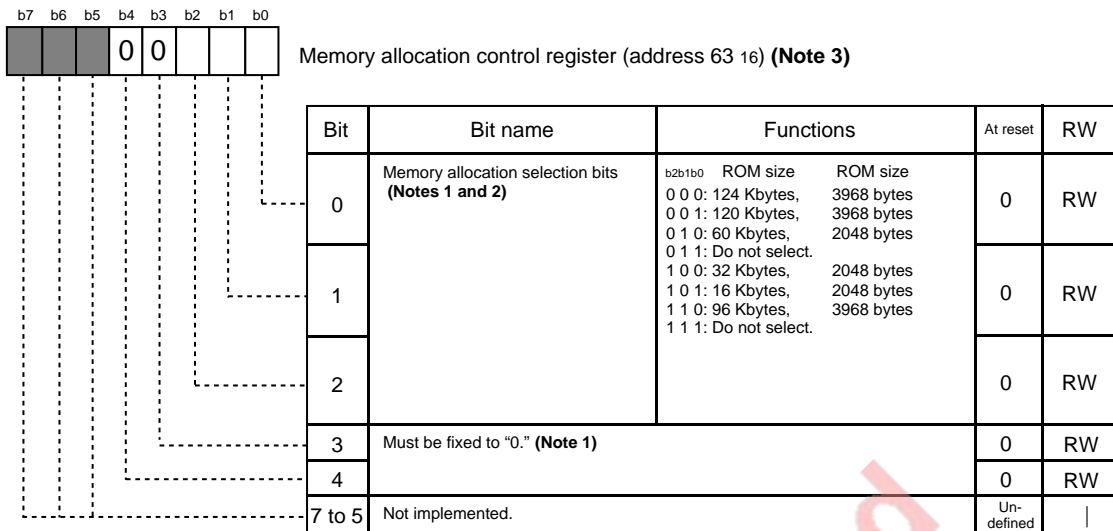 b7 b6 b5 b4 b3 b2 b1 b0
0 0
Memory allocation control register (address 63 16) (Note 3)
Bit Bit name Functions At reset RW
0 Memory allocation selection bits (Notes 1 and 2) 0 RW
b2b1b0 ROM size ROM size
0 0 0: 124 Kbytes, 3968 bytes
0 0 1: 120 Kbytes, 3968 bytes
0 1 0: 60 Kbytes, 2048 bytes
0 1 1: Do not select.
1 0 0: 32 Kbytes, 2048 bytes
1 0 1: 16 Kbytes, 2048 bytes
1 1 0: 96 Kbytes, 3968 bytes
1 1 1: Do not select.
1 0 RW
2 0 RW
3 Must be fixed to “0.” (Note 1) 0 RW
4 0 RW
7 to 5 Not implemented. Un-
defined |